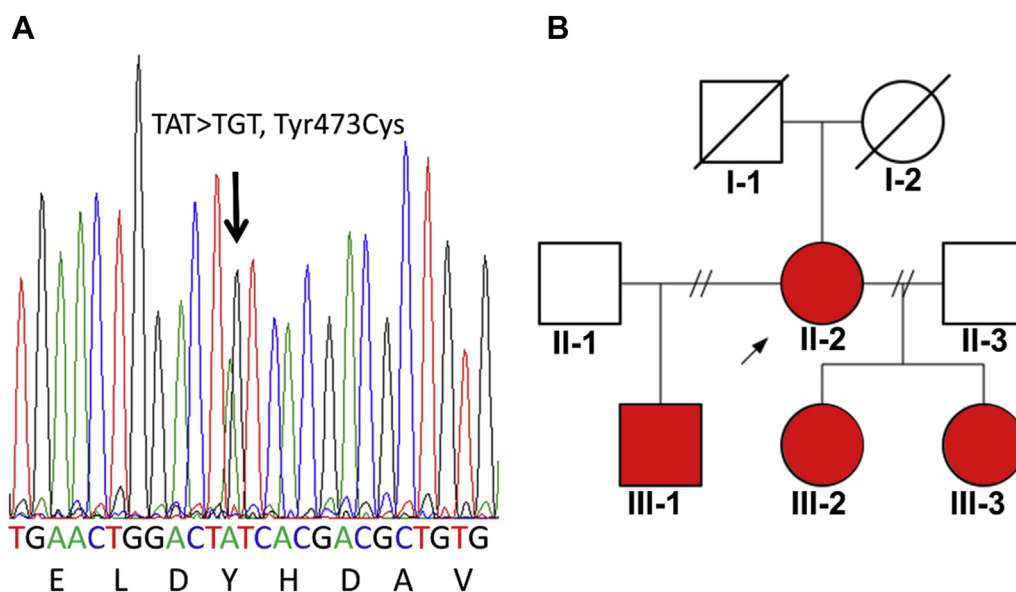 A
TAT>TGT, Tyr473Cys
TGAACTGGACTATCACGACGCTGTG
E L D Y H D A V
B
I-1 I-2
II-1 II-2 II-3
III-1 III-2 III-3